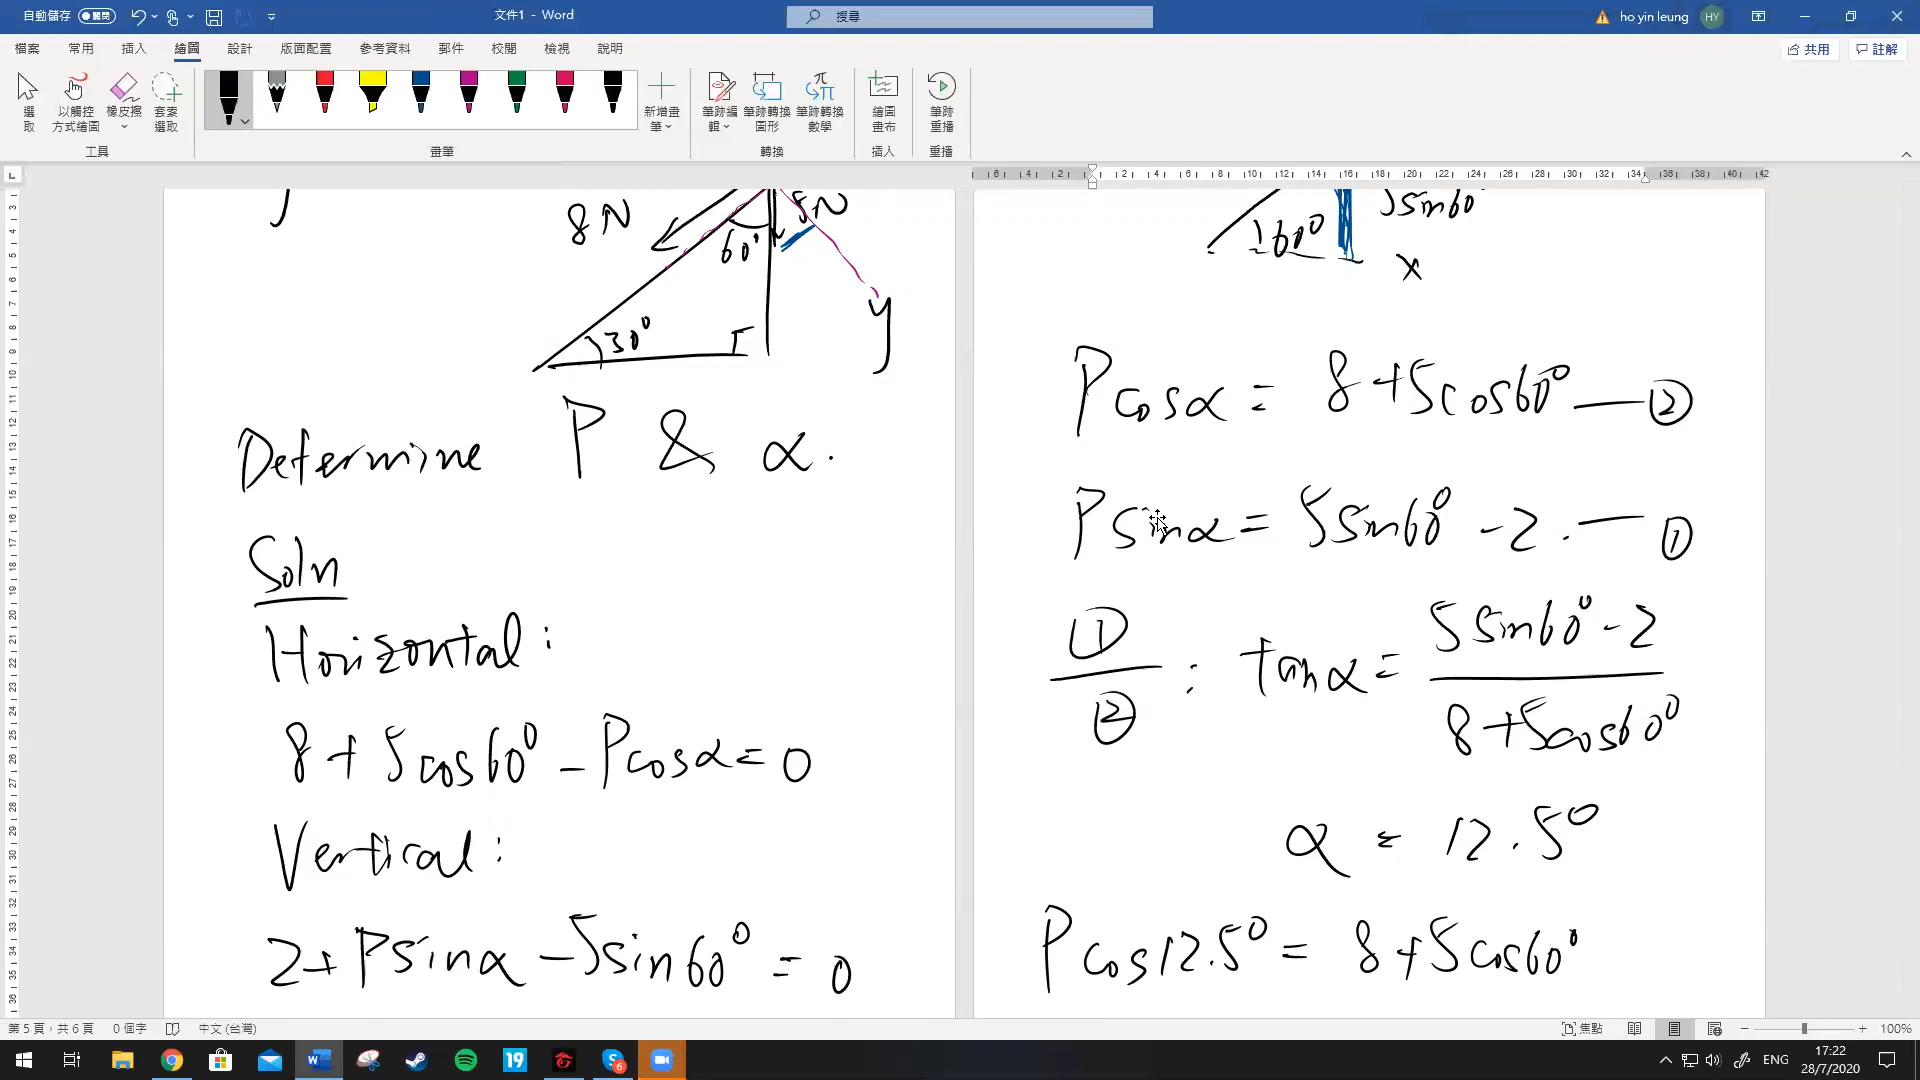 自動儲存 關閉 文件1 - Word 搜尋 ho yin leung HY
檔案 常用 插入 繪圖 設計 版面配置 參考資料 郵件 校閱 檢視 說明 共用 註解
選取 以觸控方式繪圖 橡皮擦 套索選取 新增畫筆 筆跡編輯 筆跡轉換圖形 筆跡轉換數學 繪圖畫布 筆跡重播
工具 畫筆 轉換 插入 重播
8N
5N
60°
30°
y
Determine P & α.
Soln
Horizontal:
8 + 5cos60° - Pcosα = 0
Vertical:
2 + Psinα - 5sin60° = 0
5sin60°
60°
x
Pcosα = 8+5cos60° — ②
Psinα = 5sin60° - 2. — ①
①/② : tanα = (5sin60° - 2)/(8+5cos60°)
α = 12.5°
Pcos12.5° = 8+5cos60°
第 5 頁，共 6 頁 0 個字 中文 (台灣) 焦點 100%
19 6 ENG 17:22
28/7/2020